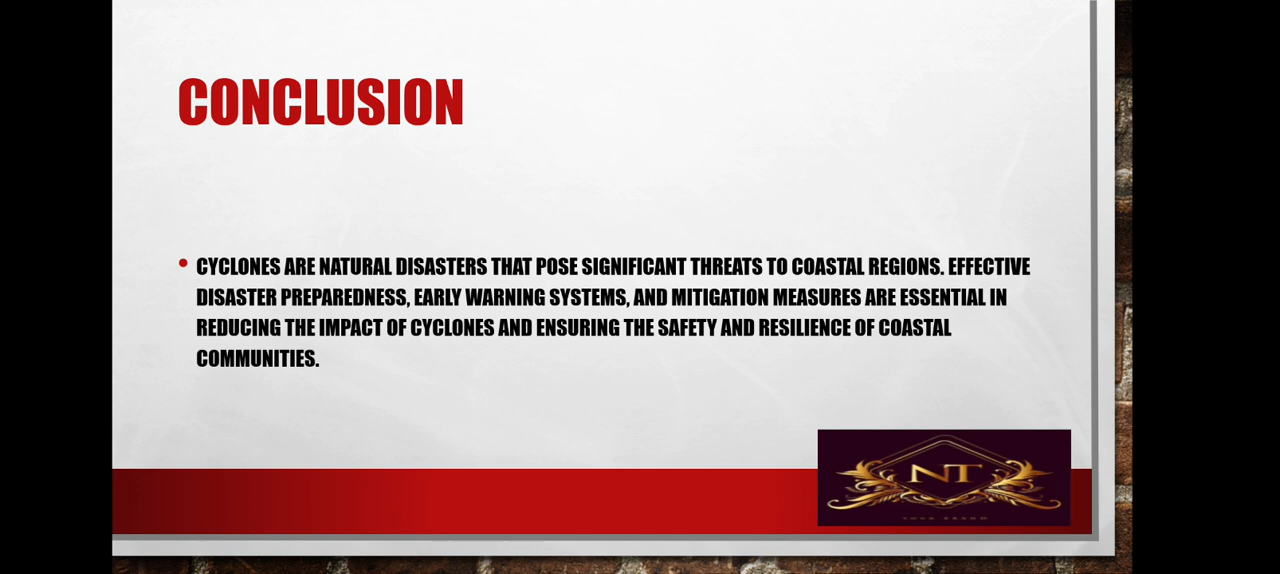 CONCLUSION
• CYCLONES ARE NATURAL DISASTERS THAT POSE SIGNIFICANT THREATS TO COASTAL REGIONS. EFFECTIVE
DISASTER PREPAREDNESS, EARLY WARNING SYSTEMS, AND MITIGATION MEASURES ARE ESSENTIAL IN
REDUCING THE IMPACT OF CYCLONES AND ENSURING THE SAFETY AND RESILIENCE OF COASTAL
COMMUNITIES.
NT